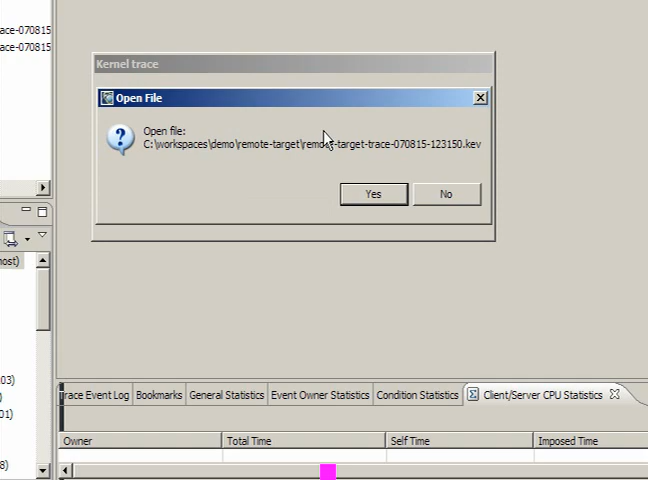 ace-070815
ace-070815
Kernel trace
Open File
Open file:
C:\workspaces\demo\remote-target\remote-target-trace-070815-123150.kev
Yes
No
ost)
03)
)
01)
8)
race Event Log
Bookmarks
General Statistics
Event Owner Statistics
Condition Statistics
Client/Server CPU Statistics
Owner
Total Time
Self Time
Imposed Time